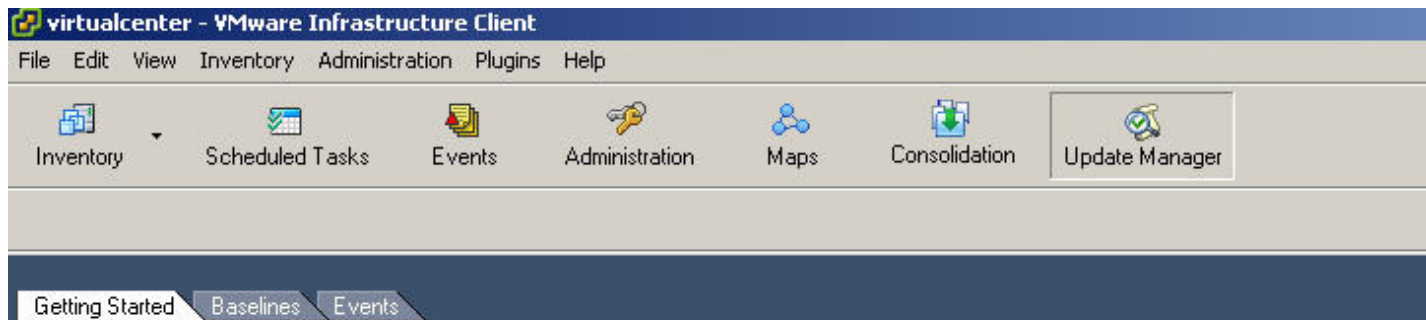 virtualcenter - VMware Infrastructure Client
File Edit View Inventory Administration Plugins Help
Inventory Scheduled Tasks Events Administration Maps Consolidation Update Manager
Getting Started Baselines Events